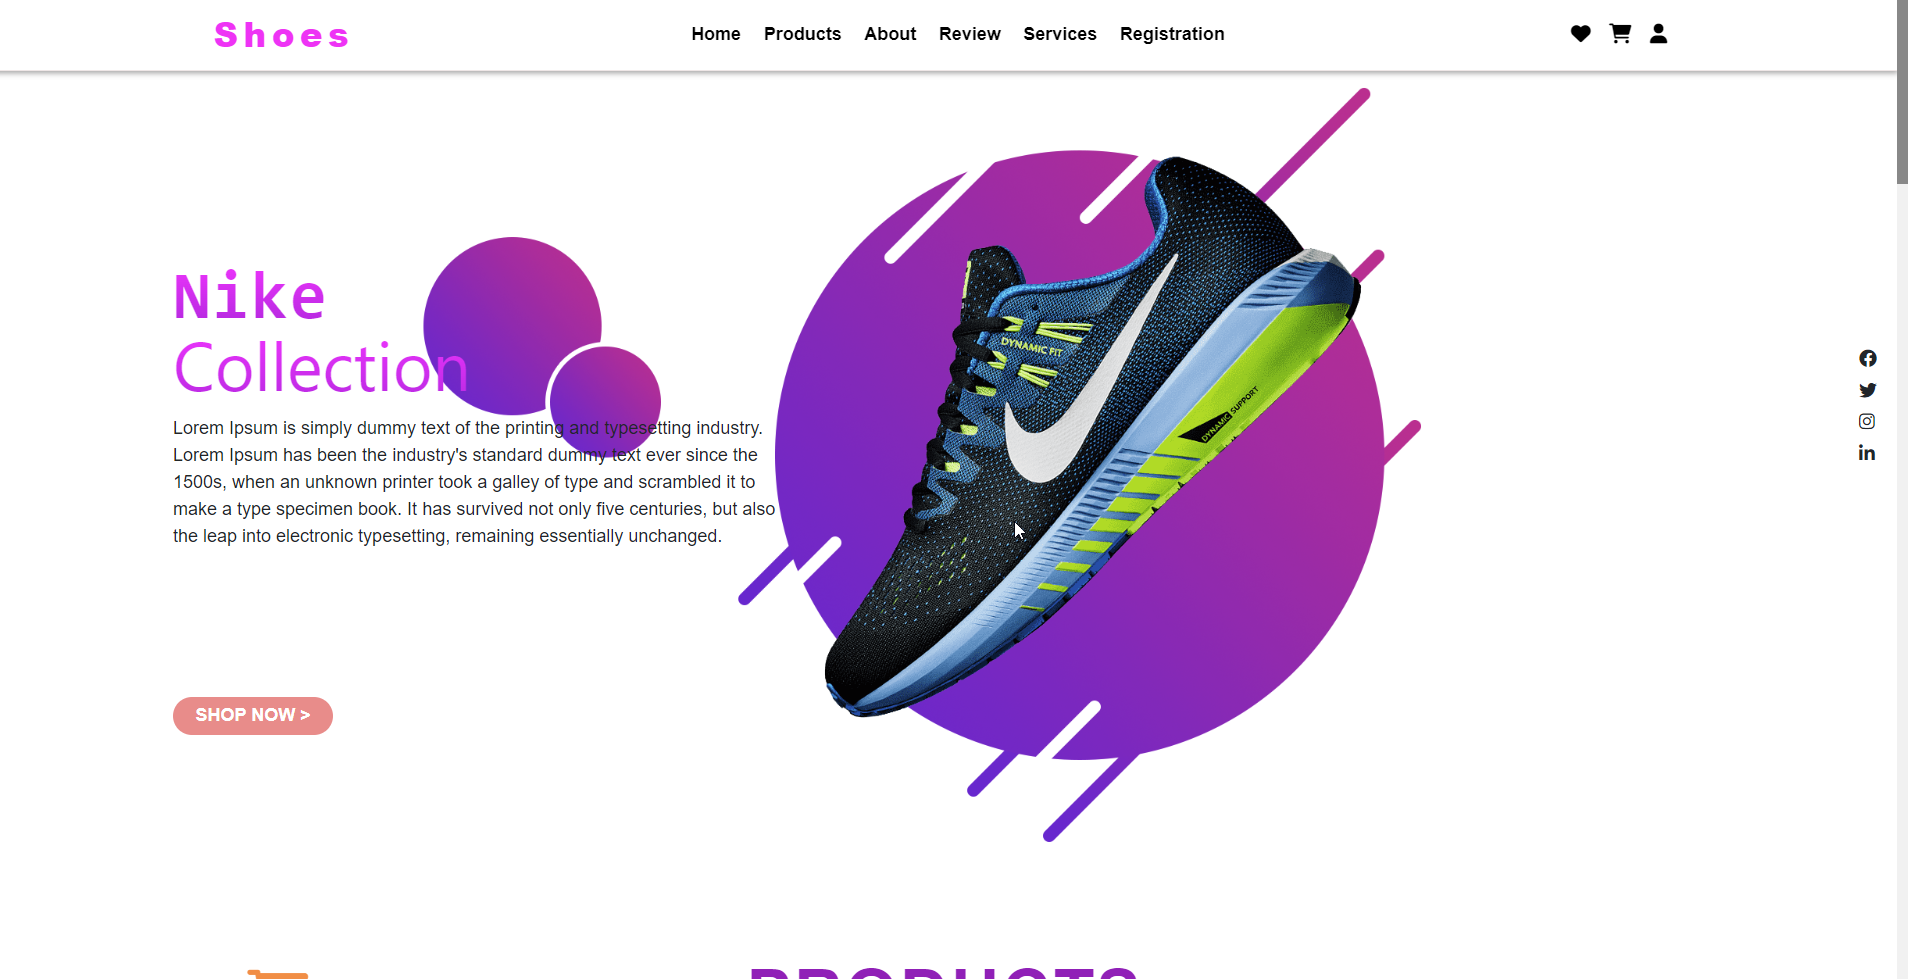 Shoes
Home Products About Review Services Registration
Nike
Collection
Lorem Ipsum is simply dummy text of the printing and typesetting industry.
Lorem Ipsum has been the industry's standard dummy text ever since the
1500s, when an unknown printer took a galley of type and scrambled it to
make a type specimen book. It has survived not only five centuries, but also
the leap into electronic typesetting, remaining essentially unchanged.
SHOP NOW >
DYNAMIC FIT
DYNAMIC SUPPORT
PRODUCTS